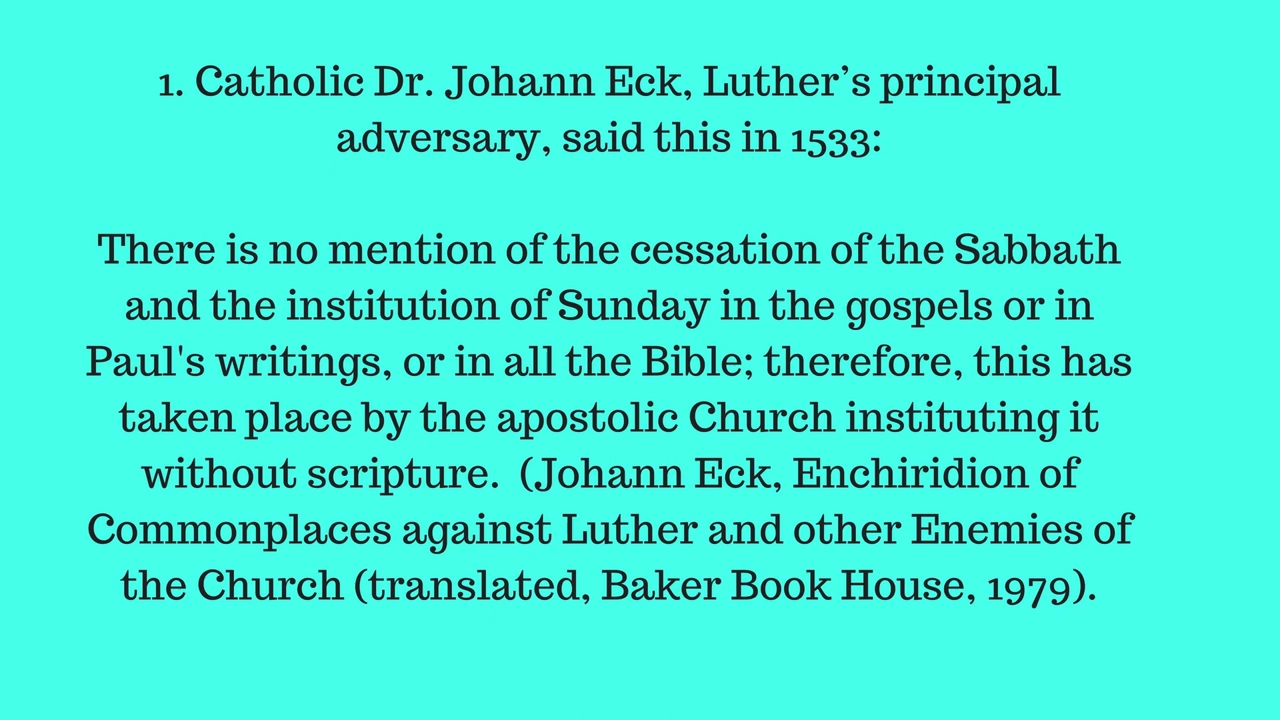 1. Catholic Dr. Johann Eck, Luther’s principal
adversary, said this in 1533:
There is no mention of the cessation of the Sabbath
and the institution of Sunday in the gospels or in
Paul's writings, or in all the Bible; therefore, this has
taken place by the apostolic Church instituting it
without scripture.  (Johann Eck, Enchiridion of
Commonplaces against Luther and other Enemies of
the Church (translated, Baker Book House, 1979).